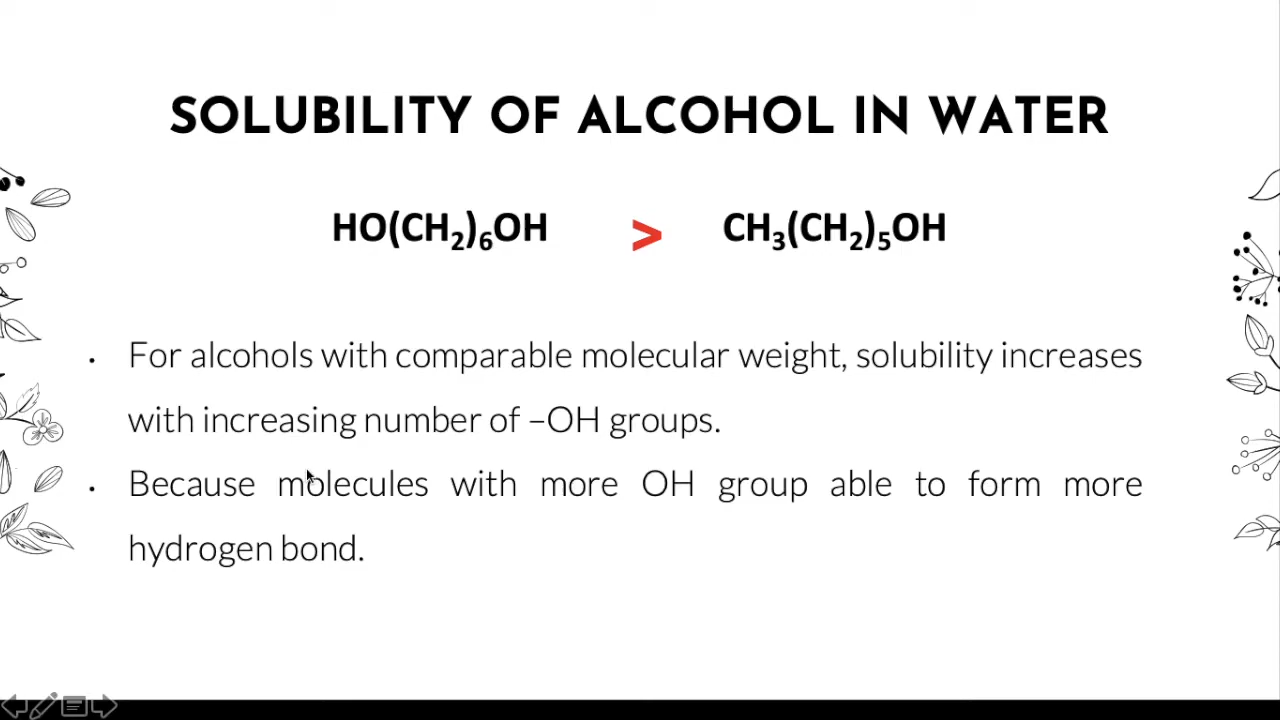 SOLUBILITY OF ALCOHOL IN WATER
HO(CH₂)₆OH > CH₃(CH₂)₅OH
• For alcohols with comparable molecular weight, solubility increases
with increasing number of –OH groups.
• Because molecules with more OH group able to form more
hydrogen bond.